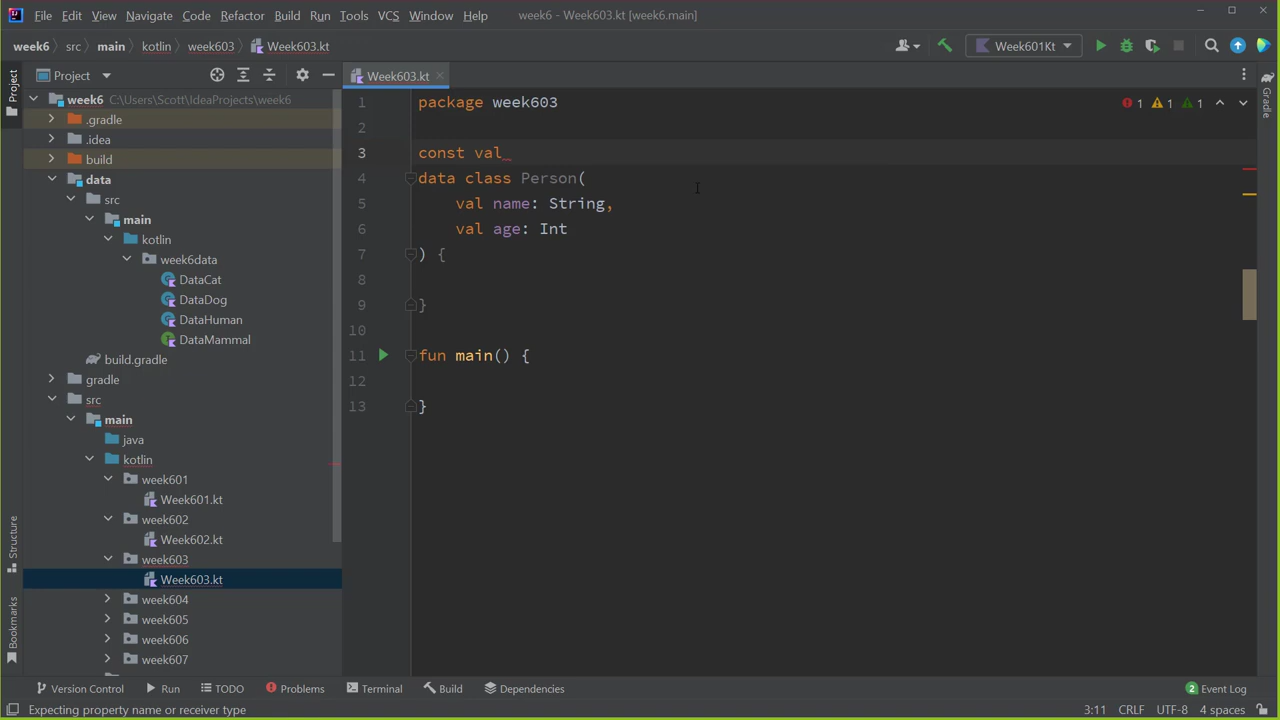 File Edit View Navigate Code Refactor Build Run Tools VCS Window Help week6 - Week603.kt [week6.main]
week6 src main kotlin week603 Week603.kt Week601Kt
Project Week603.kt
Project
Structure
Bookmarks
week6 C:\Users\Scott\IdeaProjects\week6
.gradle
.idea
build
data
src
main
kotlin
week6data
DataCat
DataDog
DataHuman
DataMammal
build.gradle
gradle
src
main
java
kotlin
week601
Week601.kt
week602
Week602.kt
week603
Week603.kt
week604
week605
week606
week607
1 package week603
2
3 const val
4 data class Person(
5 val name: String,
6 val age: Int
7 ) {
8
9 }
10
11 fun main() {
12
13 }
1 1 1
Gradle
Version Control Run TODO Problems Terminal Build Dependencies 2 Event Log
Expecting property name or receiver type 3:11 CRLF UTF-8 4 spaces